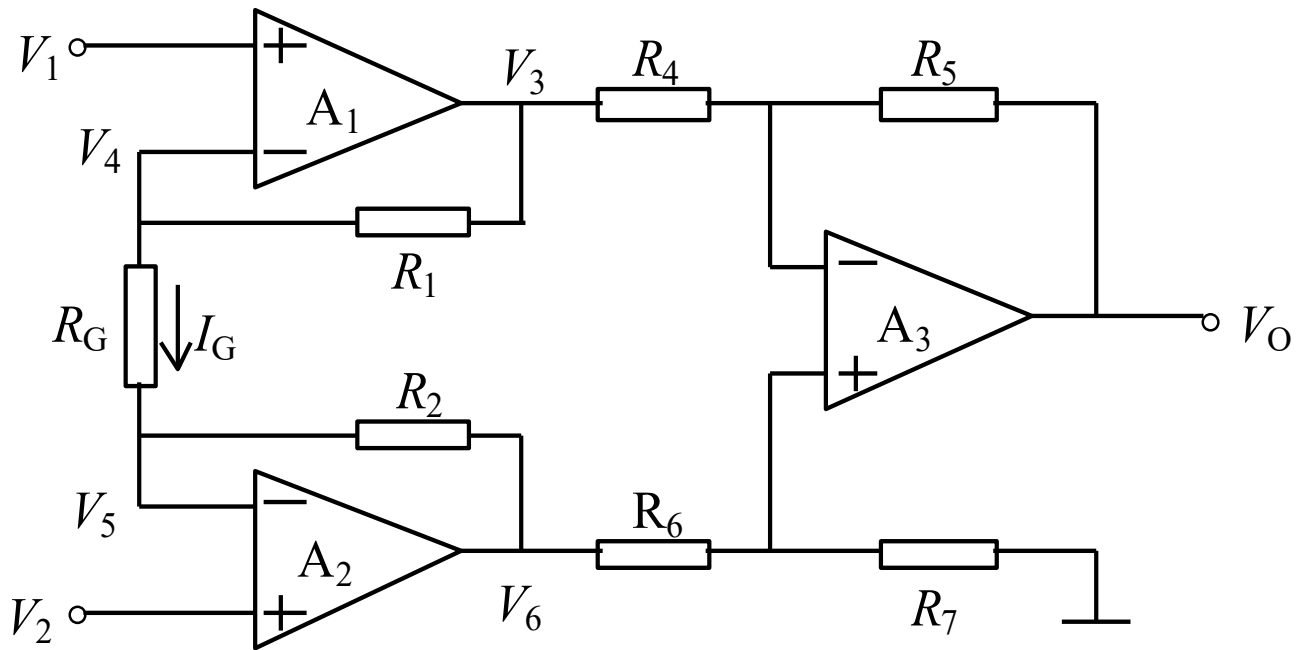 V1
+
A1
V3
R4
R5
V4
−
R1
−
RG
IG
A3
VO
+
R2
V5
−
R6
A2
V2
+
V6
R7